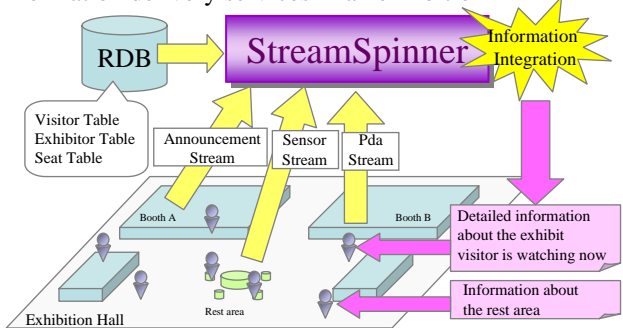 StreamSpinner
Information
Integration
RDB
Visitor Table
Exhibitor Table
Seat Table
Announcement
Stream
Sensor
Stream
Pda
Stream
Booth A
Booth B
Detailed information
about the exhibit
visitor is watching now
Information about
the rest area
Rest area
Exhibition Hall